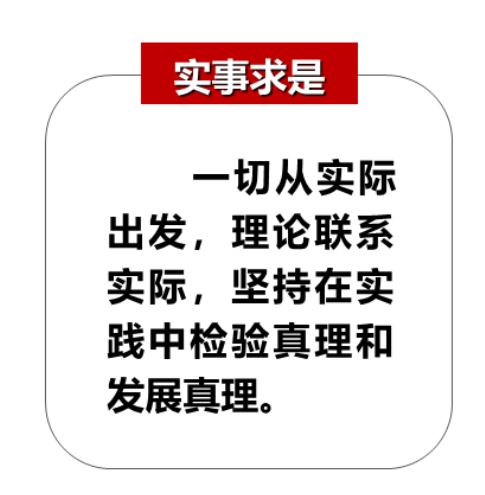 实事求是
一切从实际
出发，理论联系
实际，坚持在实
践中检验真理和
发展真理。